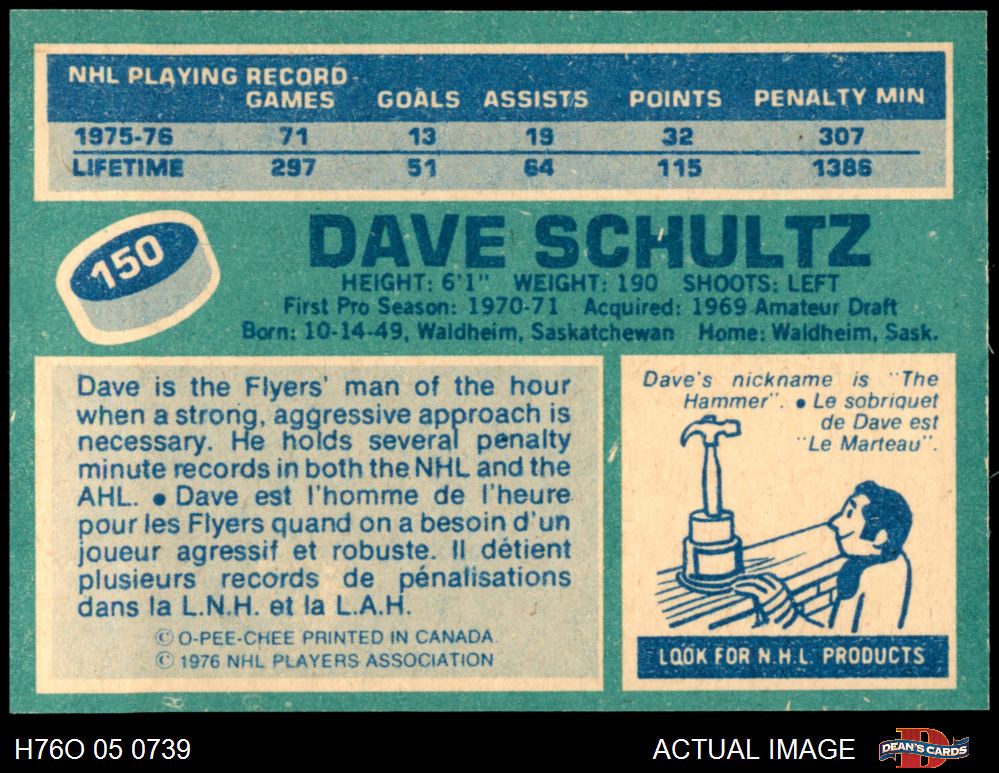 NHL PLAYING RECORD
GAMES GOALS ASSISTS POINTS PENALTY MIN
1975-76 71 13 19 32 307
LIFETIME 297 51 64 115 1386
150
DAVE SCHULTZ
HEIGHT: 6'1" WEIGHT: 190 SHOOTS: LEFT
First Pro Season: 1970-71 Acquired: 1969 Amateur Draft
Born: 10-14-49, Waldheim, Saskatchewan Home: Waldheim, Sask.
Dave is the Flyers' man of the hour
when a strong, aggressive approach is
necessary. He holds several penalty
minute records in both the NHL and the
AHL. • Dave est l'homme de l'heure
pour les Flyers quand on a besoin d'un
joueur agressif et robuste. Il détient
plusieurs records de pénalisations
dans la L.N.H. et la L.A.H.
© O-PEE-CHEE PRINTED IN CANADA.
© 1976 NHL PLAYERS ASSOCIATION
Dave's nickname is "The
Hammer". • Le sobriquet
de Dave est
"Le Marteau".
LOOK FOR N.H.L. PRODUCTS
H76O 05 0739
ACTUAL IMAGE
D
DEAN'S CARDS